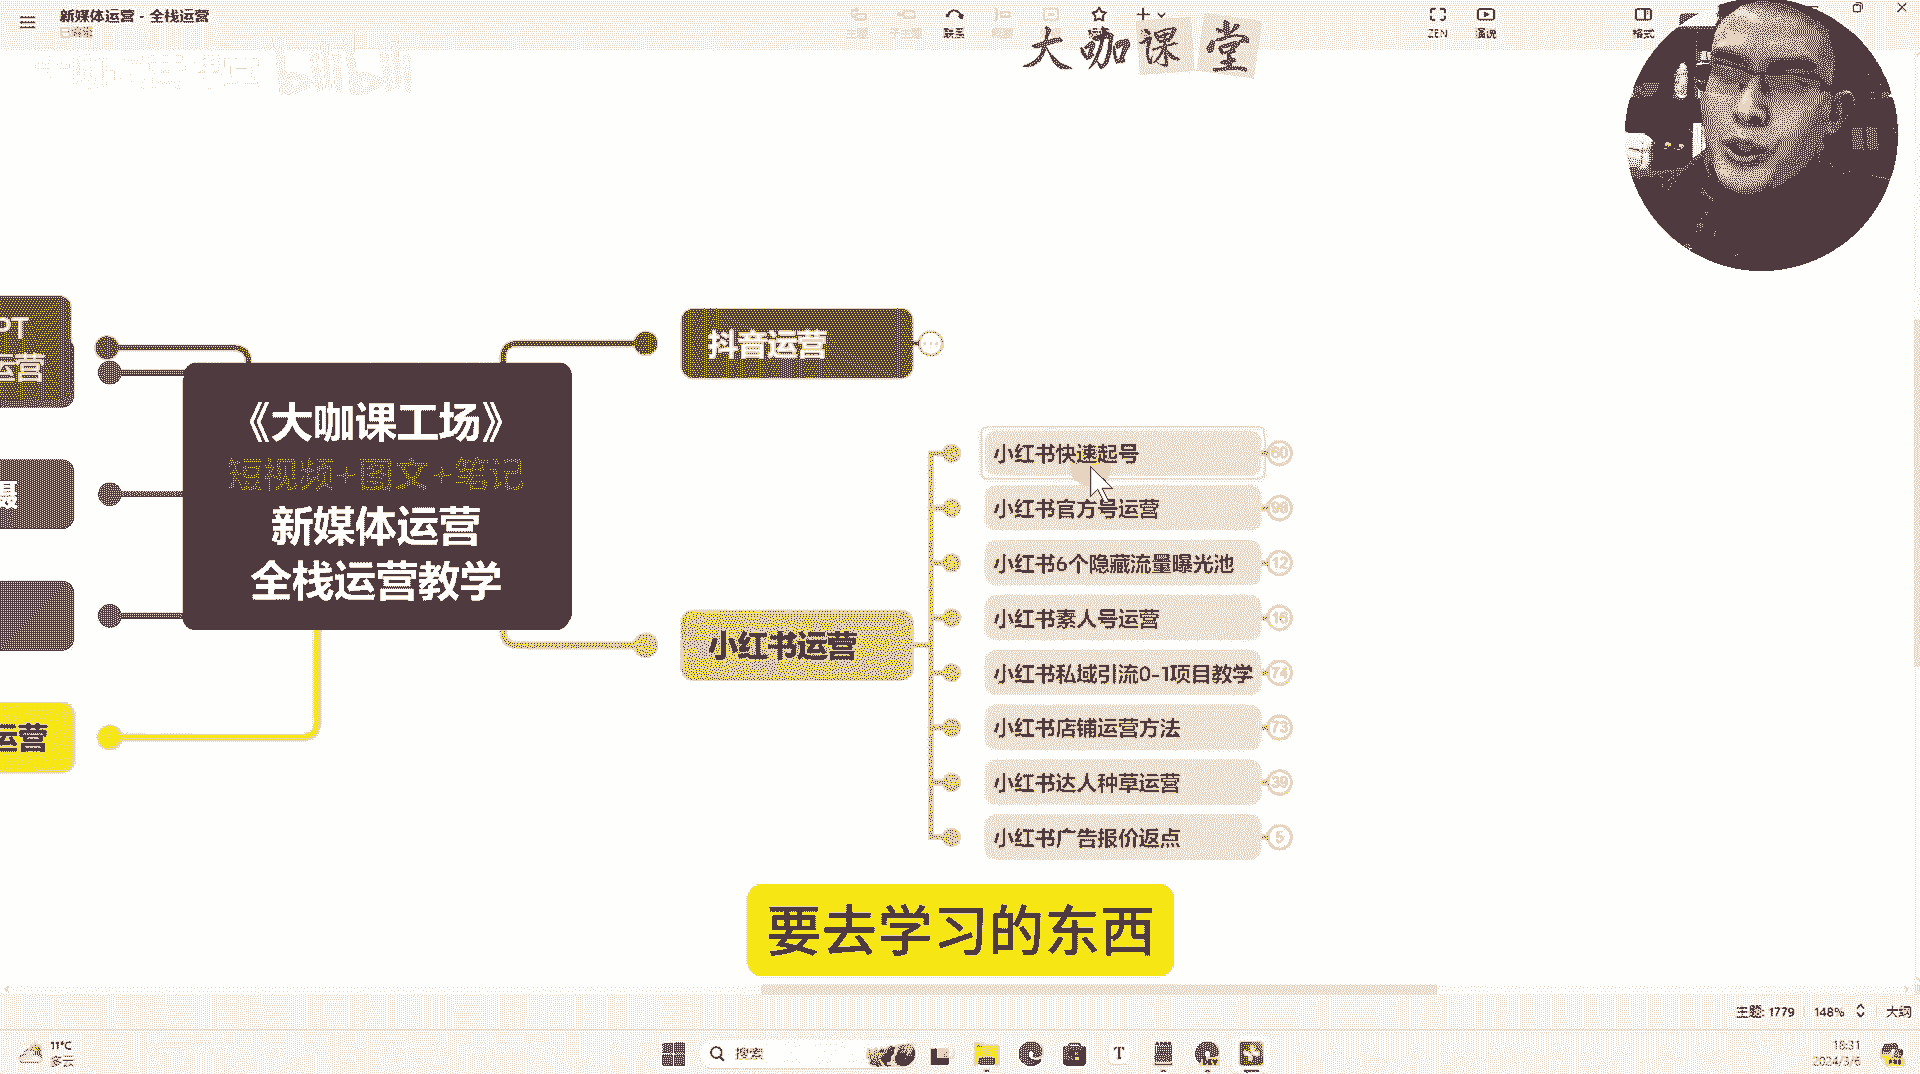 新媒体运营 - 全栈运营
已编辑
联系
ZEN
演说
格式
大咖课堂
PT
运营
摄
运营
《大咖课工场》
短视频+图文+笔记
新媒体运营
全栈运营教学
抖音运营
小红书运营
小红书快速起号
60
小红书官方号运营
98
小红书6个隐藏流量曝光池
12
小红书素人号运营
16
小红书私域引流0-1项目教学
74
小红书店铺运营方法
73
小红书达人种草运营
39
小红书广告报价返点
5
要去学习的东西
主题: 1779
148%
大纲
11°C
多云
搜索
18:31
2024/3/6